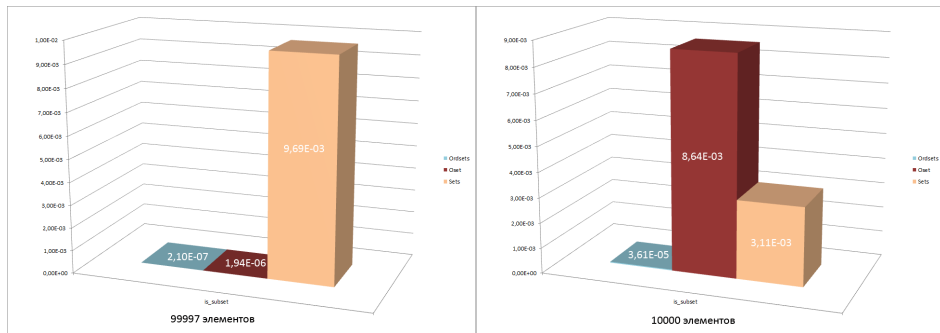 1,00E-02
9,00E-03
8,00E-03
7,00E-03
6,00E-03
5,00E-03
4,00E-03
3,00E-03
2,00E-03
1,00E-03
0,00E+00
2,10E-07
1,94E-06
9,69E-03
is_subset
99997 элементов
Ordsets
Oset
Sets
9,00E-03
8,00E-03
7,00E-03
6,00E-03
5,00E-03
4,00E-03
3,00E-03
2,00E-03
1,00E-03
0,00E+00
3,61E-05
8,64E-03
3,11E-03
is_subset
10000 элементов
Ordsets
Oset
Sets